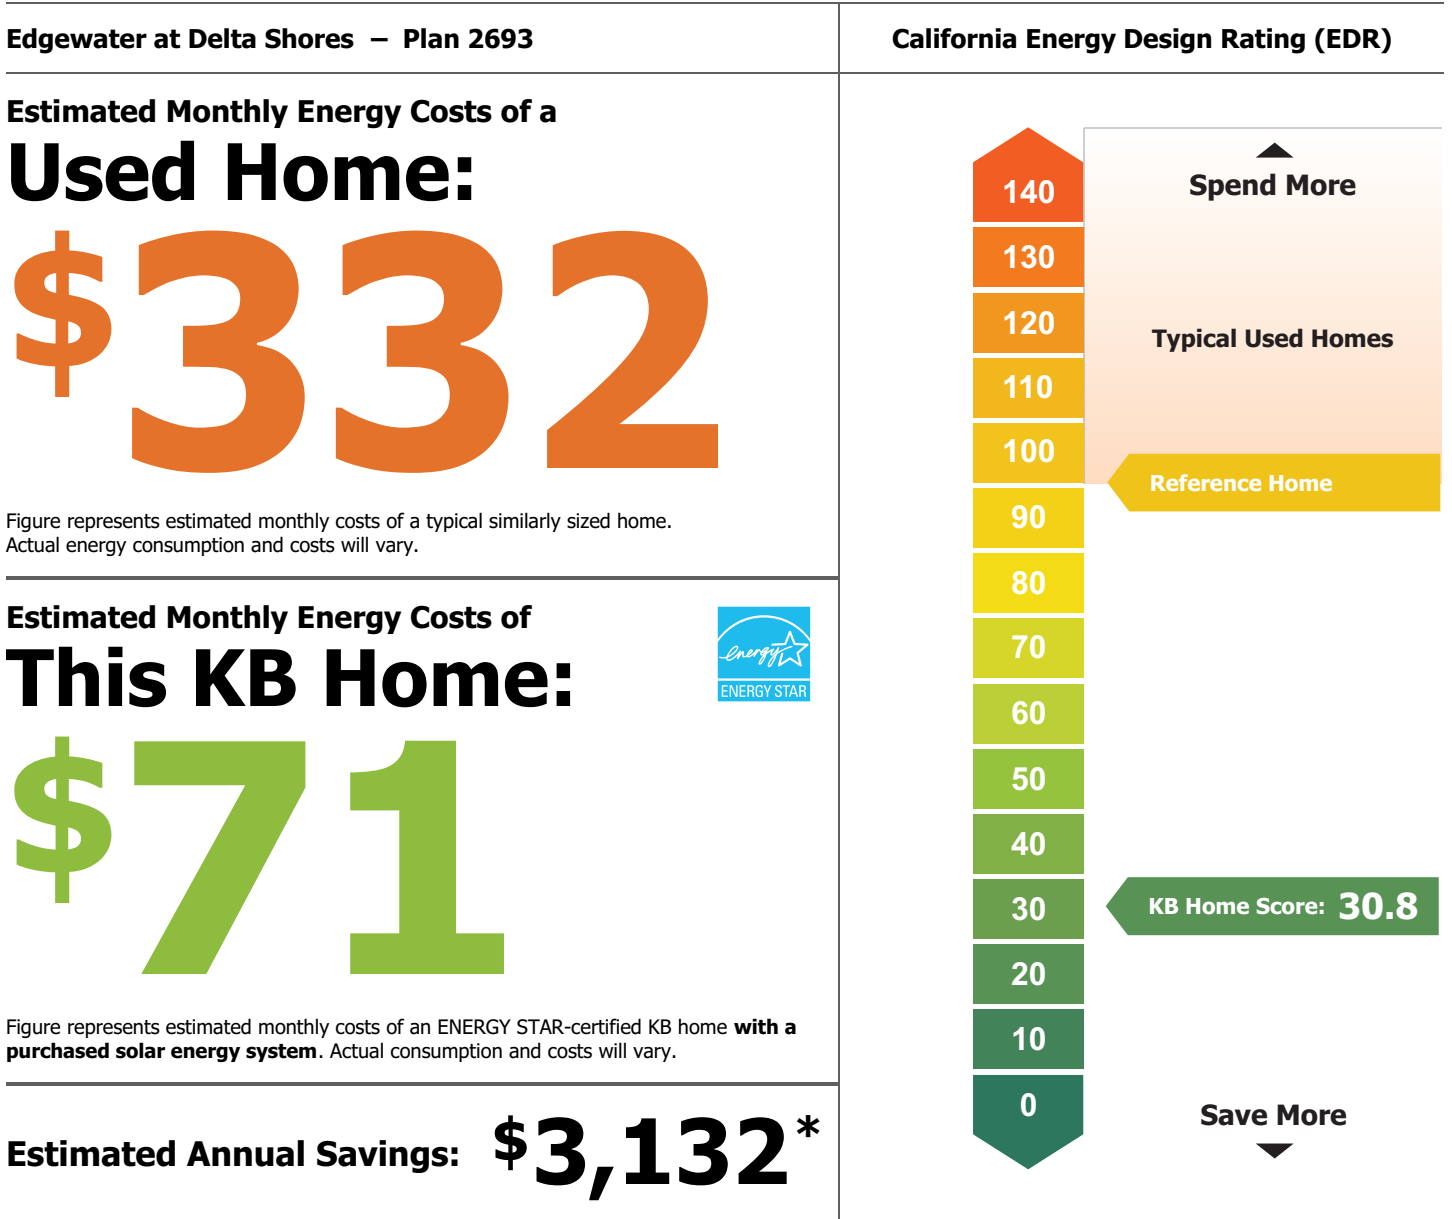 Edgewater at Delta Shores – Plan 2693
Estimated Monthly Energy Costs of a
Used Home:
$332
Figure represents estimated monthly costs of a typical similarly sized home.
Actual energy consumption and costs will vary.
Estimated Monthly Energy Costs of
This KB Home:
energy
ENERGY STAR
$71
Figure represents estimated monthly costs of an ENERGY STAR-certified KB home with a
purchased solar energy system. Actual consumption and costs will vary.
Estimated Annual Savings: $3,132*
California Energy Design Rating (EDR)
140
Spend More
130
120
Typical Used Homes
110
100
Reference Home
90
80
70
60
50
40
30
KB Home Score: 30.8
20
10
0
Save More